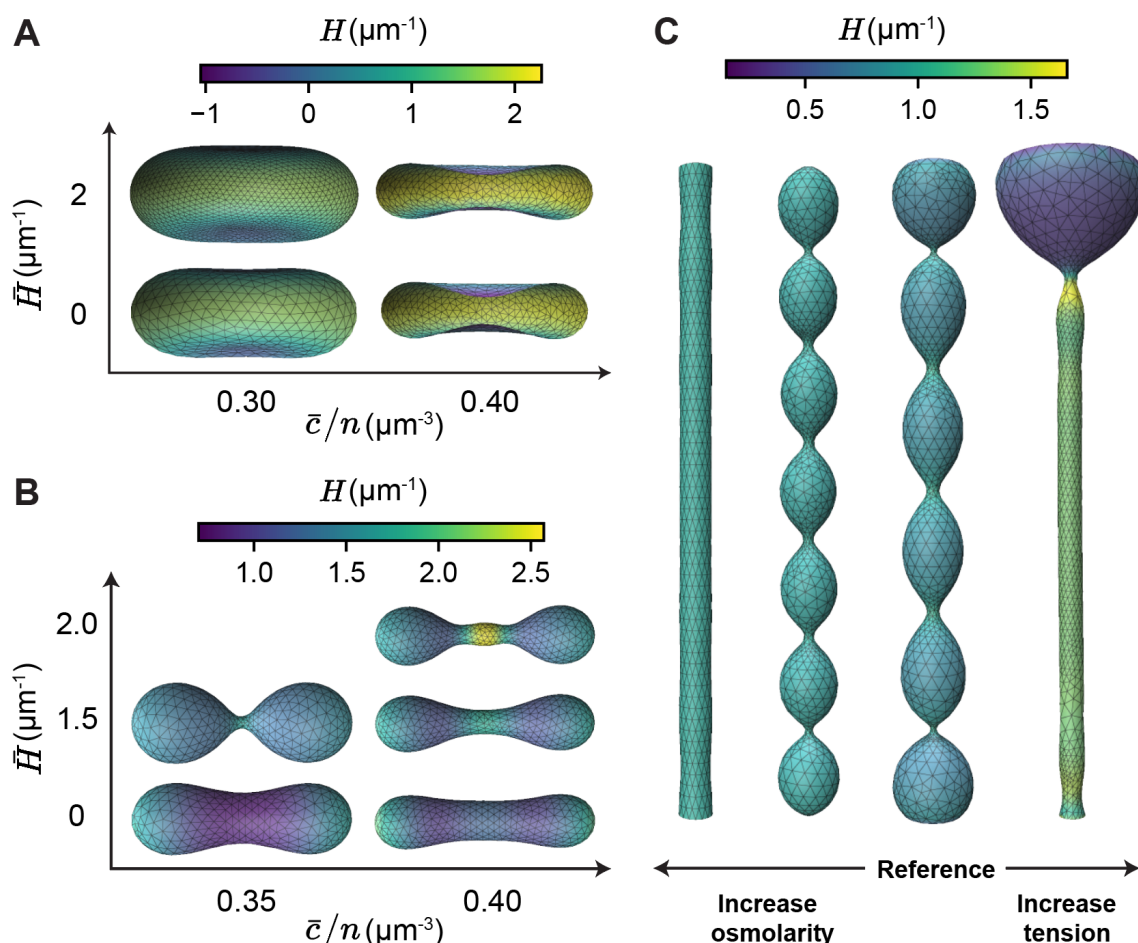 A
H (μm⁻¹)
−1 0 1 2
H̄ (μm⁻¹)
2
0
0.30 0.40
c̄/n (μm⁻³)
B
H (μm⁻¹)
1.0 1.5 2.0 2.5
H̄ (μm⁻¹)
2.0
1.5
0
0.35 0.40
c̄/n (μm⁻³)
C
H (μm⁻¹)
0.5 1.0 1.5
Reference
Increase
osmolarity
Increase
tension